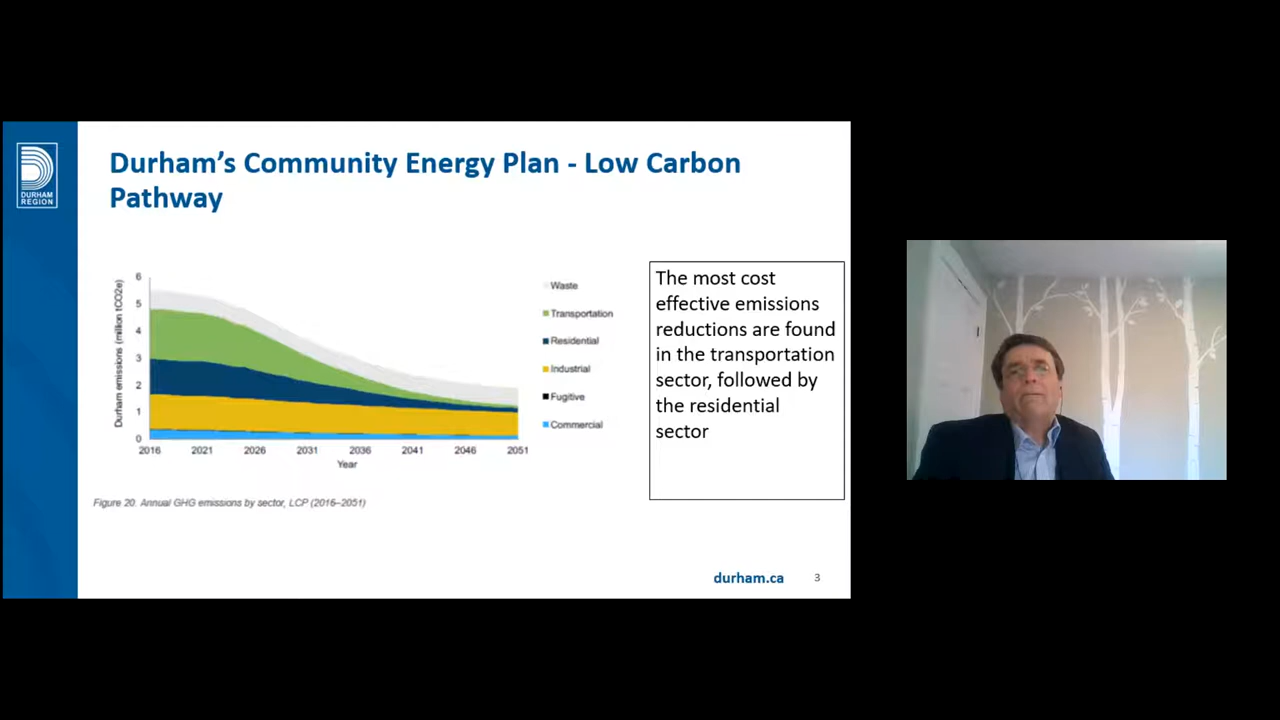 DURHAM
REGION
Durham's Community Energy Plan - Low Carbon
Pathway
Durham emissions (million tCO2e)
6
5
4
3
2
1
0
2016 2021 2026 2031 2036 2041 2046 2051
Year
Waste
Transportation
Residential
Industrial
Fugitive
Commercial
Figure 20. Annual GHG emissions by sector, LCP (2016–2051)
The most cost
effective emissions
reductions are found
in the transportation
sector, followed by
the residential
sector
durham.ca 3